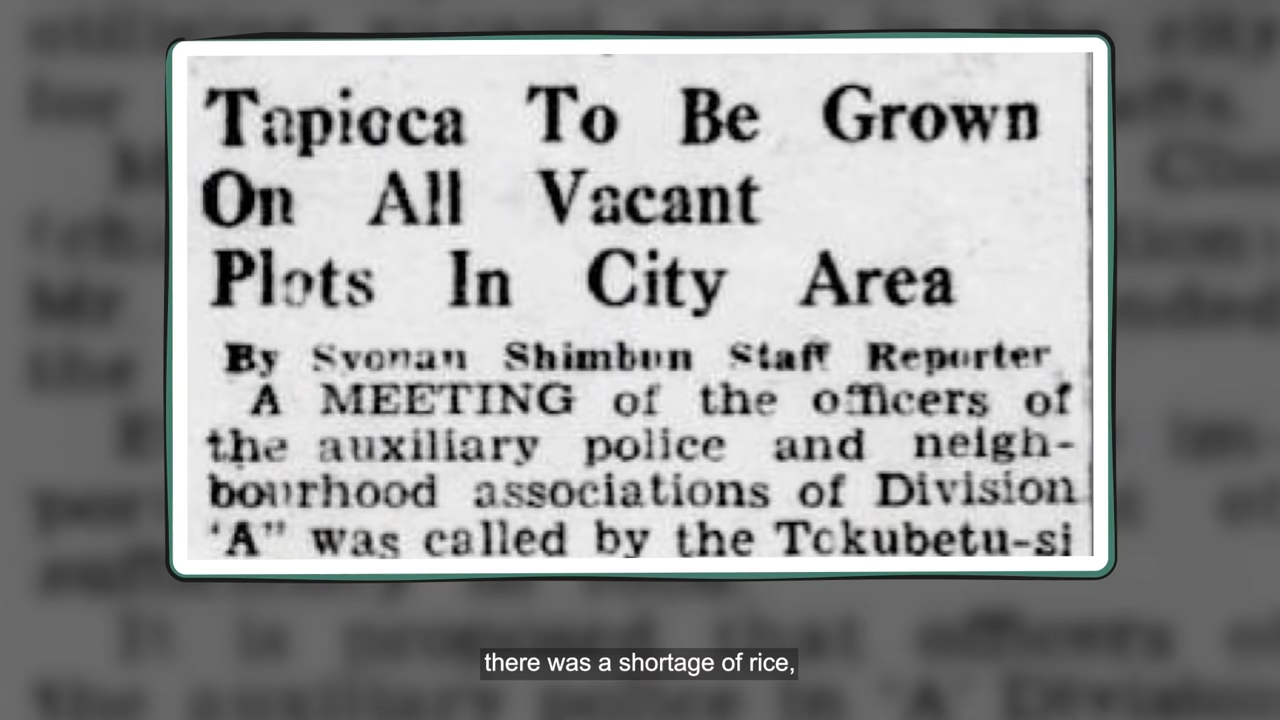 Tapioca To Be Grown
On All Vacant
Plots In City Area
By Syonan Shimbun Staff Reporter
A MEETING of the officers of
the auxiliary police and neigh-
bourhood associations of Division
'A" was called by the Tokubetu-si
there was a shortage of rice,